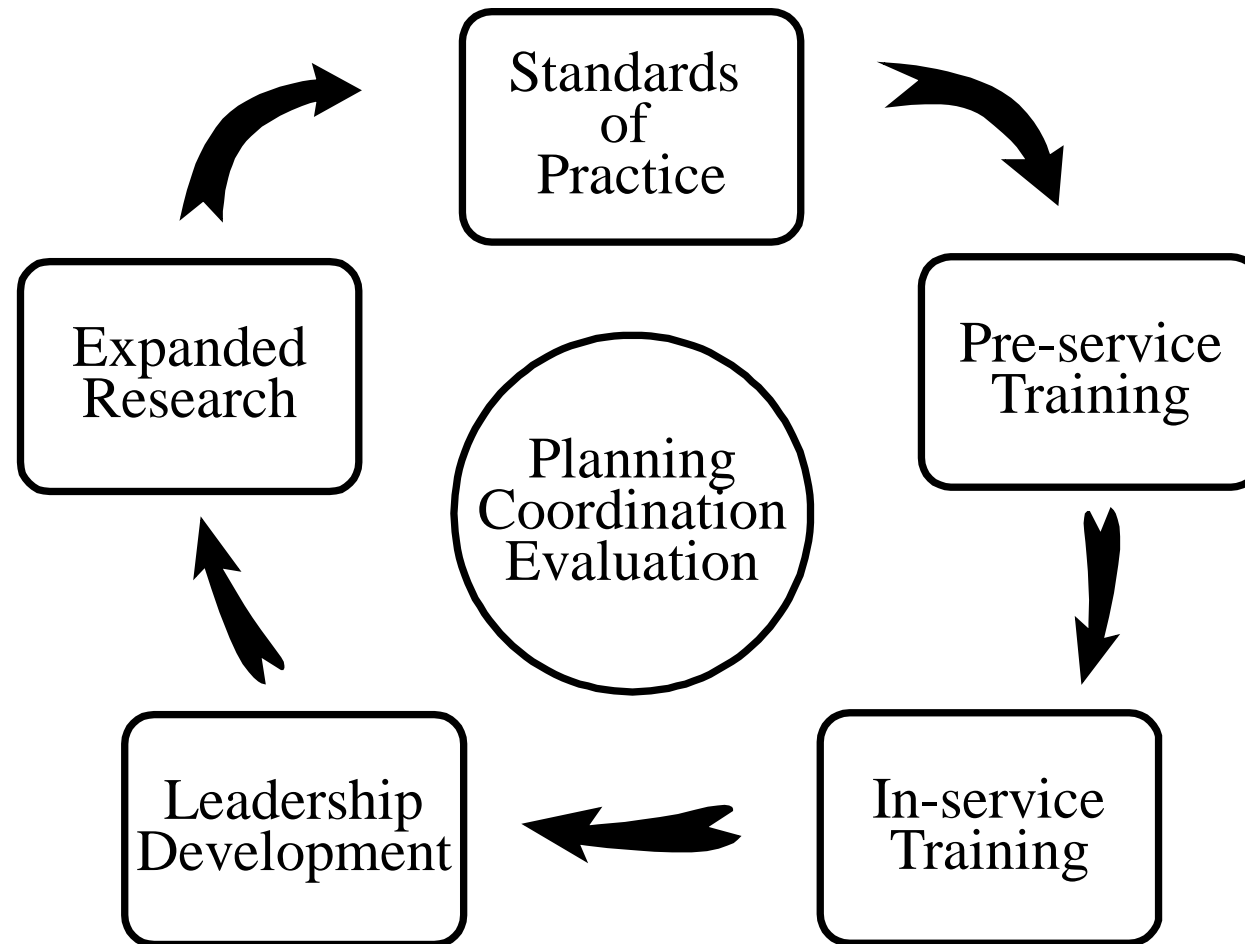 Standards
of
Practice
Pre-service
Training
In-service
Training
Leadership
Development
Expanded
Research
Planning
Coordination
Evaluation